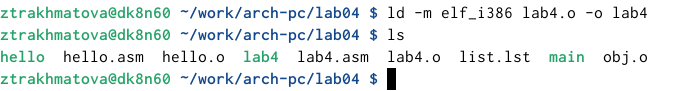 ztrakhmatova@dk8n60 ~/work/arch-pc/lab04 $ ld -m elf_i386 lab4.o -o lab4
ztrakhmatova@dk8n60 ~/work/arch-pc/lab04 $ ls
hello  hello.asm  hello.o  lab4  lab4.asm  lab4.o  list.lst  main  obj.o
ztrakhmatova@dk8n60 ~/work/arch-pc/lab04 $